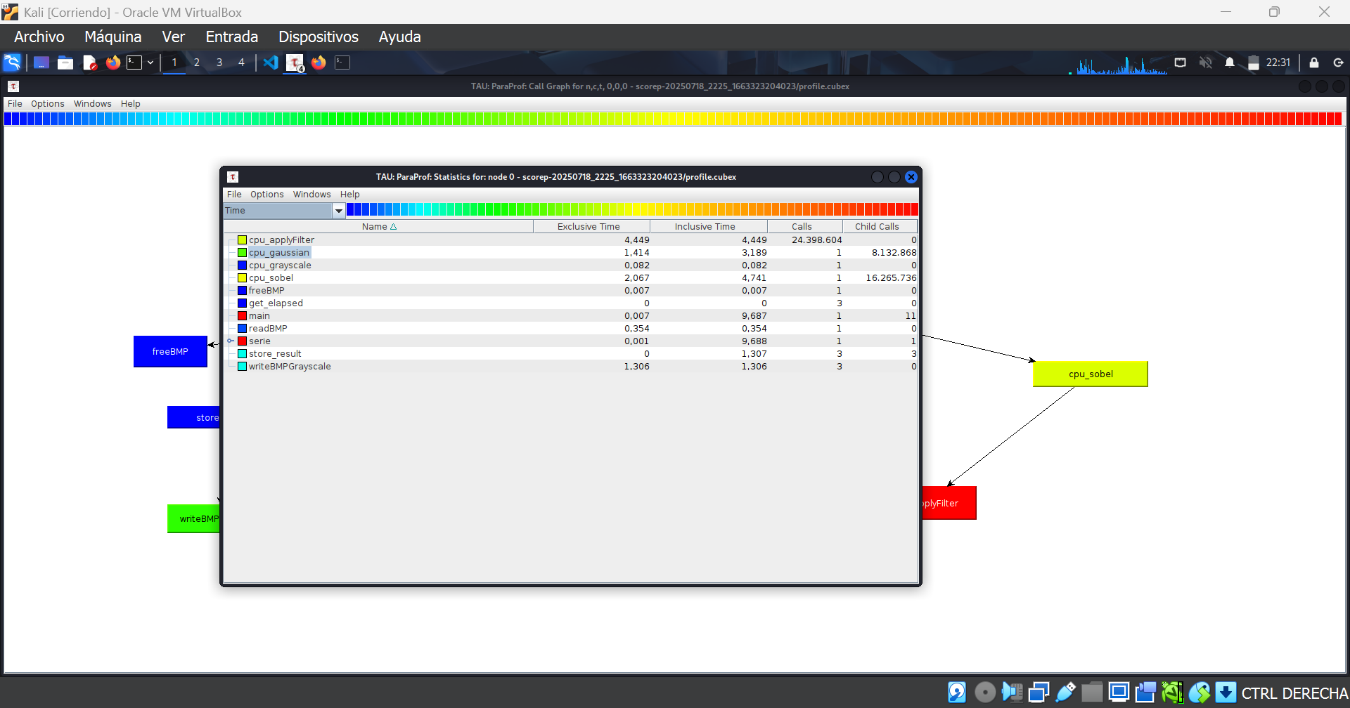 Kali [Corriendo] - Oracle VM VirtualBox
Archivo Máquina Ver Entrada Dispositivos Ayuda
1 2 3 4 22:31
TAU: ParaProf: Call Graph for n,c,t, 0,0,0 - scorep-20250718_2225_1663323204023/profile.cubex
File Options Windows Help
TAU: ParaProf: Statistics for: node 0 - scorep-20250718_2225_1663323204023/profile.cubex
File Options Windows Help
Time
Name Exclusive Time Inclusive Time Calls Child Calls
cpu_applyFilter 4,449 4,449 24.398.604 0
cpu_gaussian 1,414 3,189 1 8.132.868
cpu_grayscale 0,082 0,082 1 0
cpu_sobel 2,067 4,741 1 16.265.736
freeBMP 0,007 0,007 1 0
get_elapsed 0 0 3 0
main 0,007 9,687 1 11
readBMP 0,354 0,354 1 0
serie 0,001 9,688 1 1
store_result 0 1,307 3 3
writeBMPGrayscale 1,306 1,306 3 0
freeBMP
cpu_sobel
store
plyFilter
writeBMP
CTRL DERECHA